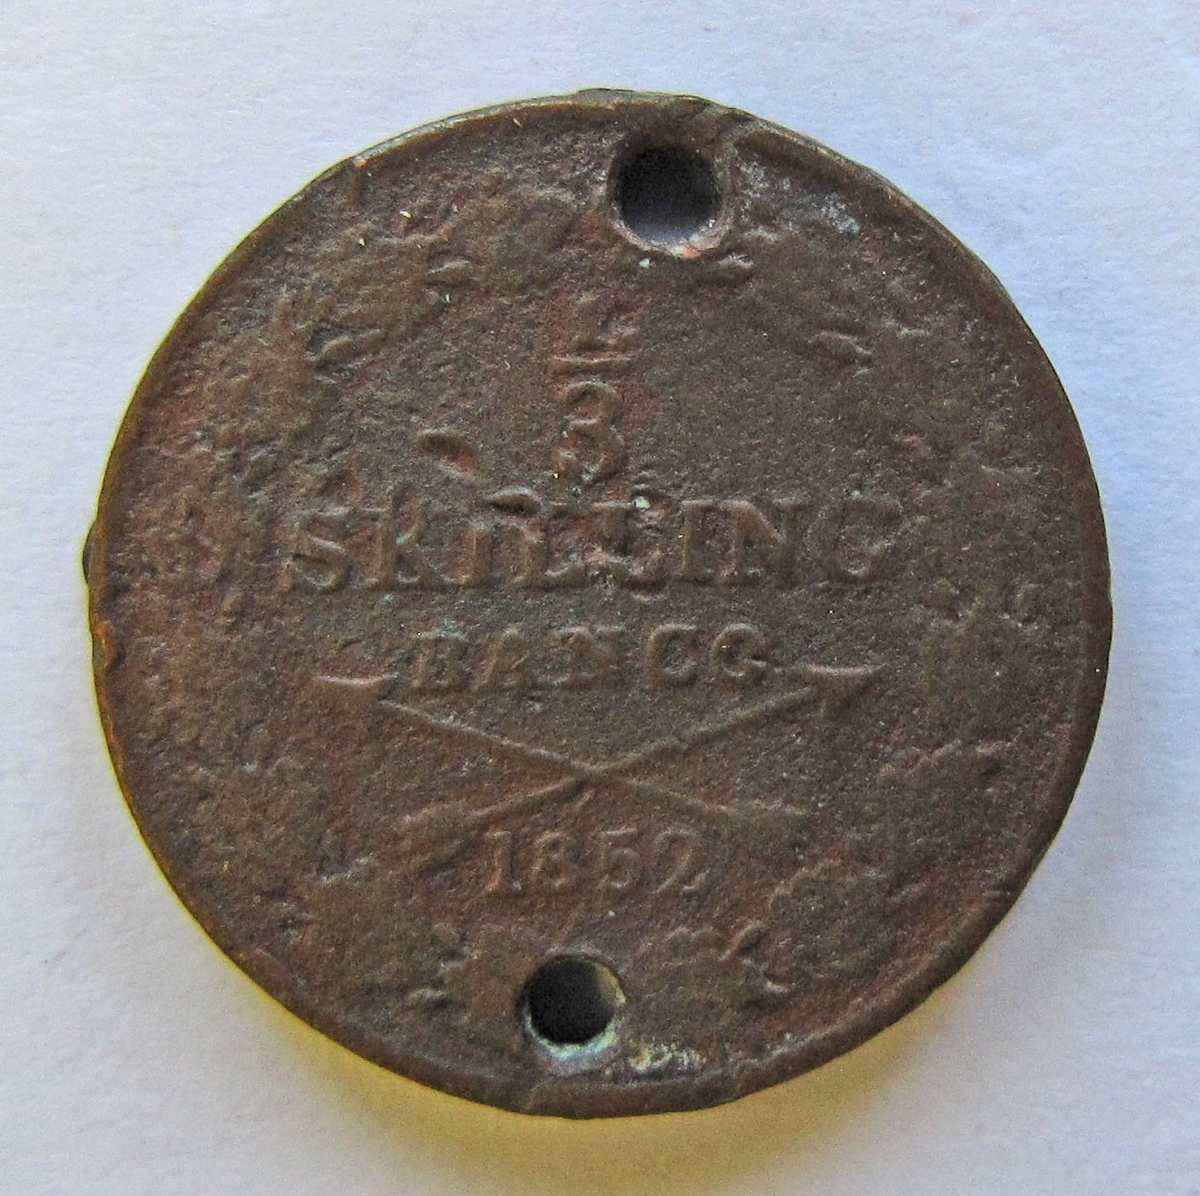 1
3
SKILLING
BANCO
1852